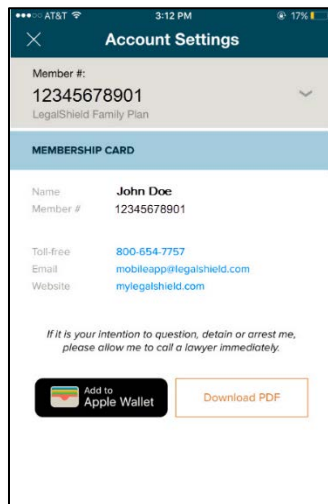 AT&T 3:12 PM 17%
Account Settings
Member #:
12345678901
LegalShield Family Plan
MEMBERSHIP CARD
Name John Doe
Member # 12345678901
Toll-free 800-654-7757
Email mobileapp@legalshield.com
Website mylegalshield.com
If it is your intention to question, detain or arrest me,
please allow me to call a lawyer immediately.
Add to
Apple Wallet
Download PDF